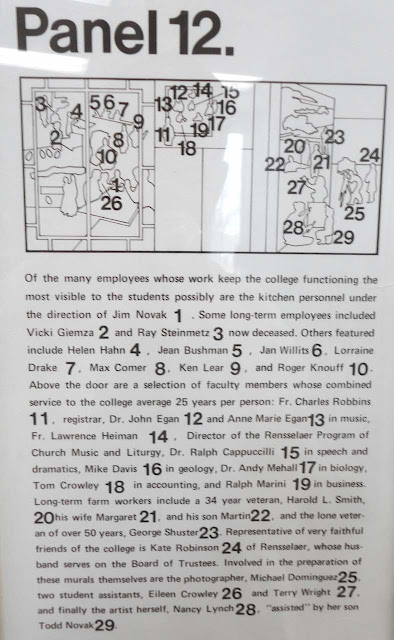 Panel 12.
3 4 5 6 7 9 2 8 10 1 26
12 14 15 13 16 11 19 17 18
20 23 21 22 24 27 25 28 29
Of the many employees whose work keep the college functioning the
most visible to the students possibly are the kitchen personnel under
the direction of Jim Novak 1 . Some long-term employees included
Vicki Giemza 2 and Ray Steinmetz 3 now deceased. Others featured
include Helen Hahn 4 , Jean Bushman 5 , Jan Willits 6 , Lorraine
Drake 7 , Max Comer 8 , Ken Lear 9 , and Roger Knouff 10 .
Above the door are a selection of faculty members whose combined
service to the college average 25 years per person: Fr. Charles Robbins
11 , registrar, Dr. John Egan 12 and Anne Marie Egan 13 in music,
Fr. Lawrence Heiman 14 , Director of the Rensselaer Program of
Church Music and Liturgy, Dr. Ralph Cappuccilli 15 in speech and
dramatics, Mike Davis 16 in geology, Dr. Andy Mehall 17 in biology,
Tom Crowley 18 in accounting, and Ralph Marini 19 in business.
Long-term farm workers include a 34 year veteran, Harold L. Smith,
20 his wife Margaret 21 , and his son Martin 22 , and the lone veter-
an of over 50 years, George Shuster 23 . Representative of very faithful
friends of the college is Kate Robinson 24 of Rensselaer, whose hus-
band serves on the Board of Trustees. Involved in the preparation of
these murals themselves are the photographer, Michael Dominguez 25 ,
two student assistants, Eileen Crowley 26 and Terry Wright 27 ,
and finally the artist herself, Nancy Lynch 28 , "assisted" by her son
Todd Novak 29 .